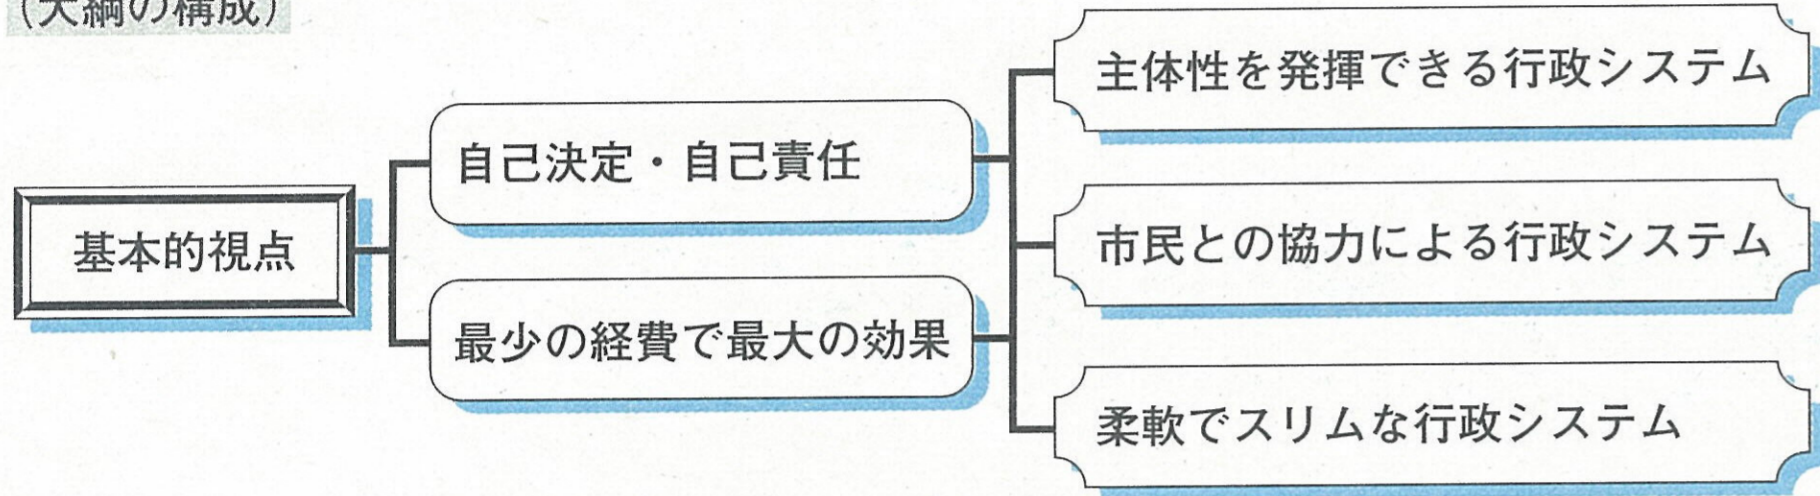 (大綱の構成)
基本的視点
自己決定・自己責任
最少の経費で最大の効果
主体性を発揮できる行政システム
市民との協力による行政システム
柔軟でスリムな行政システム